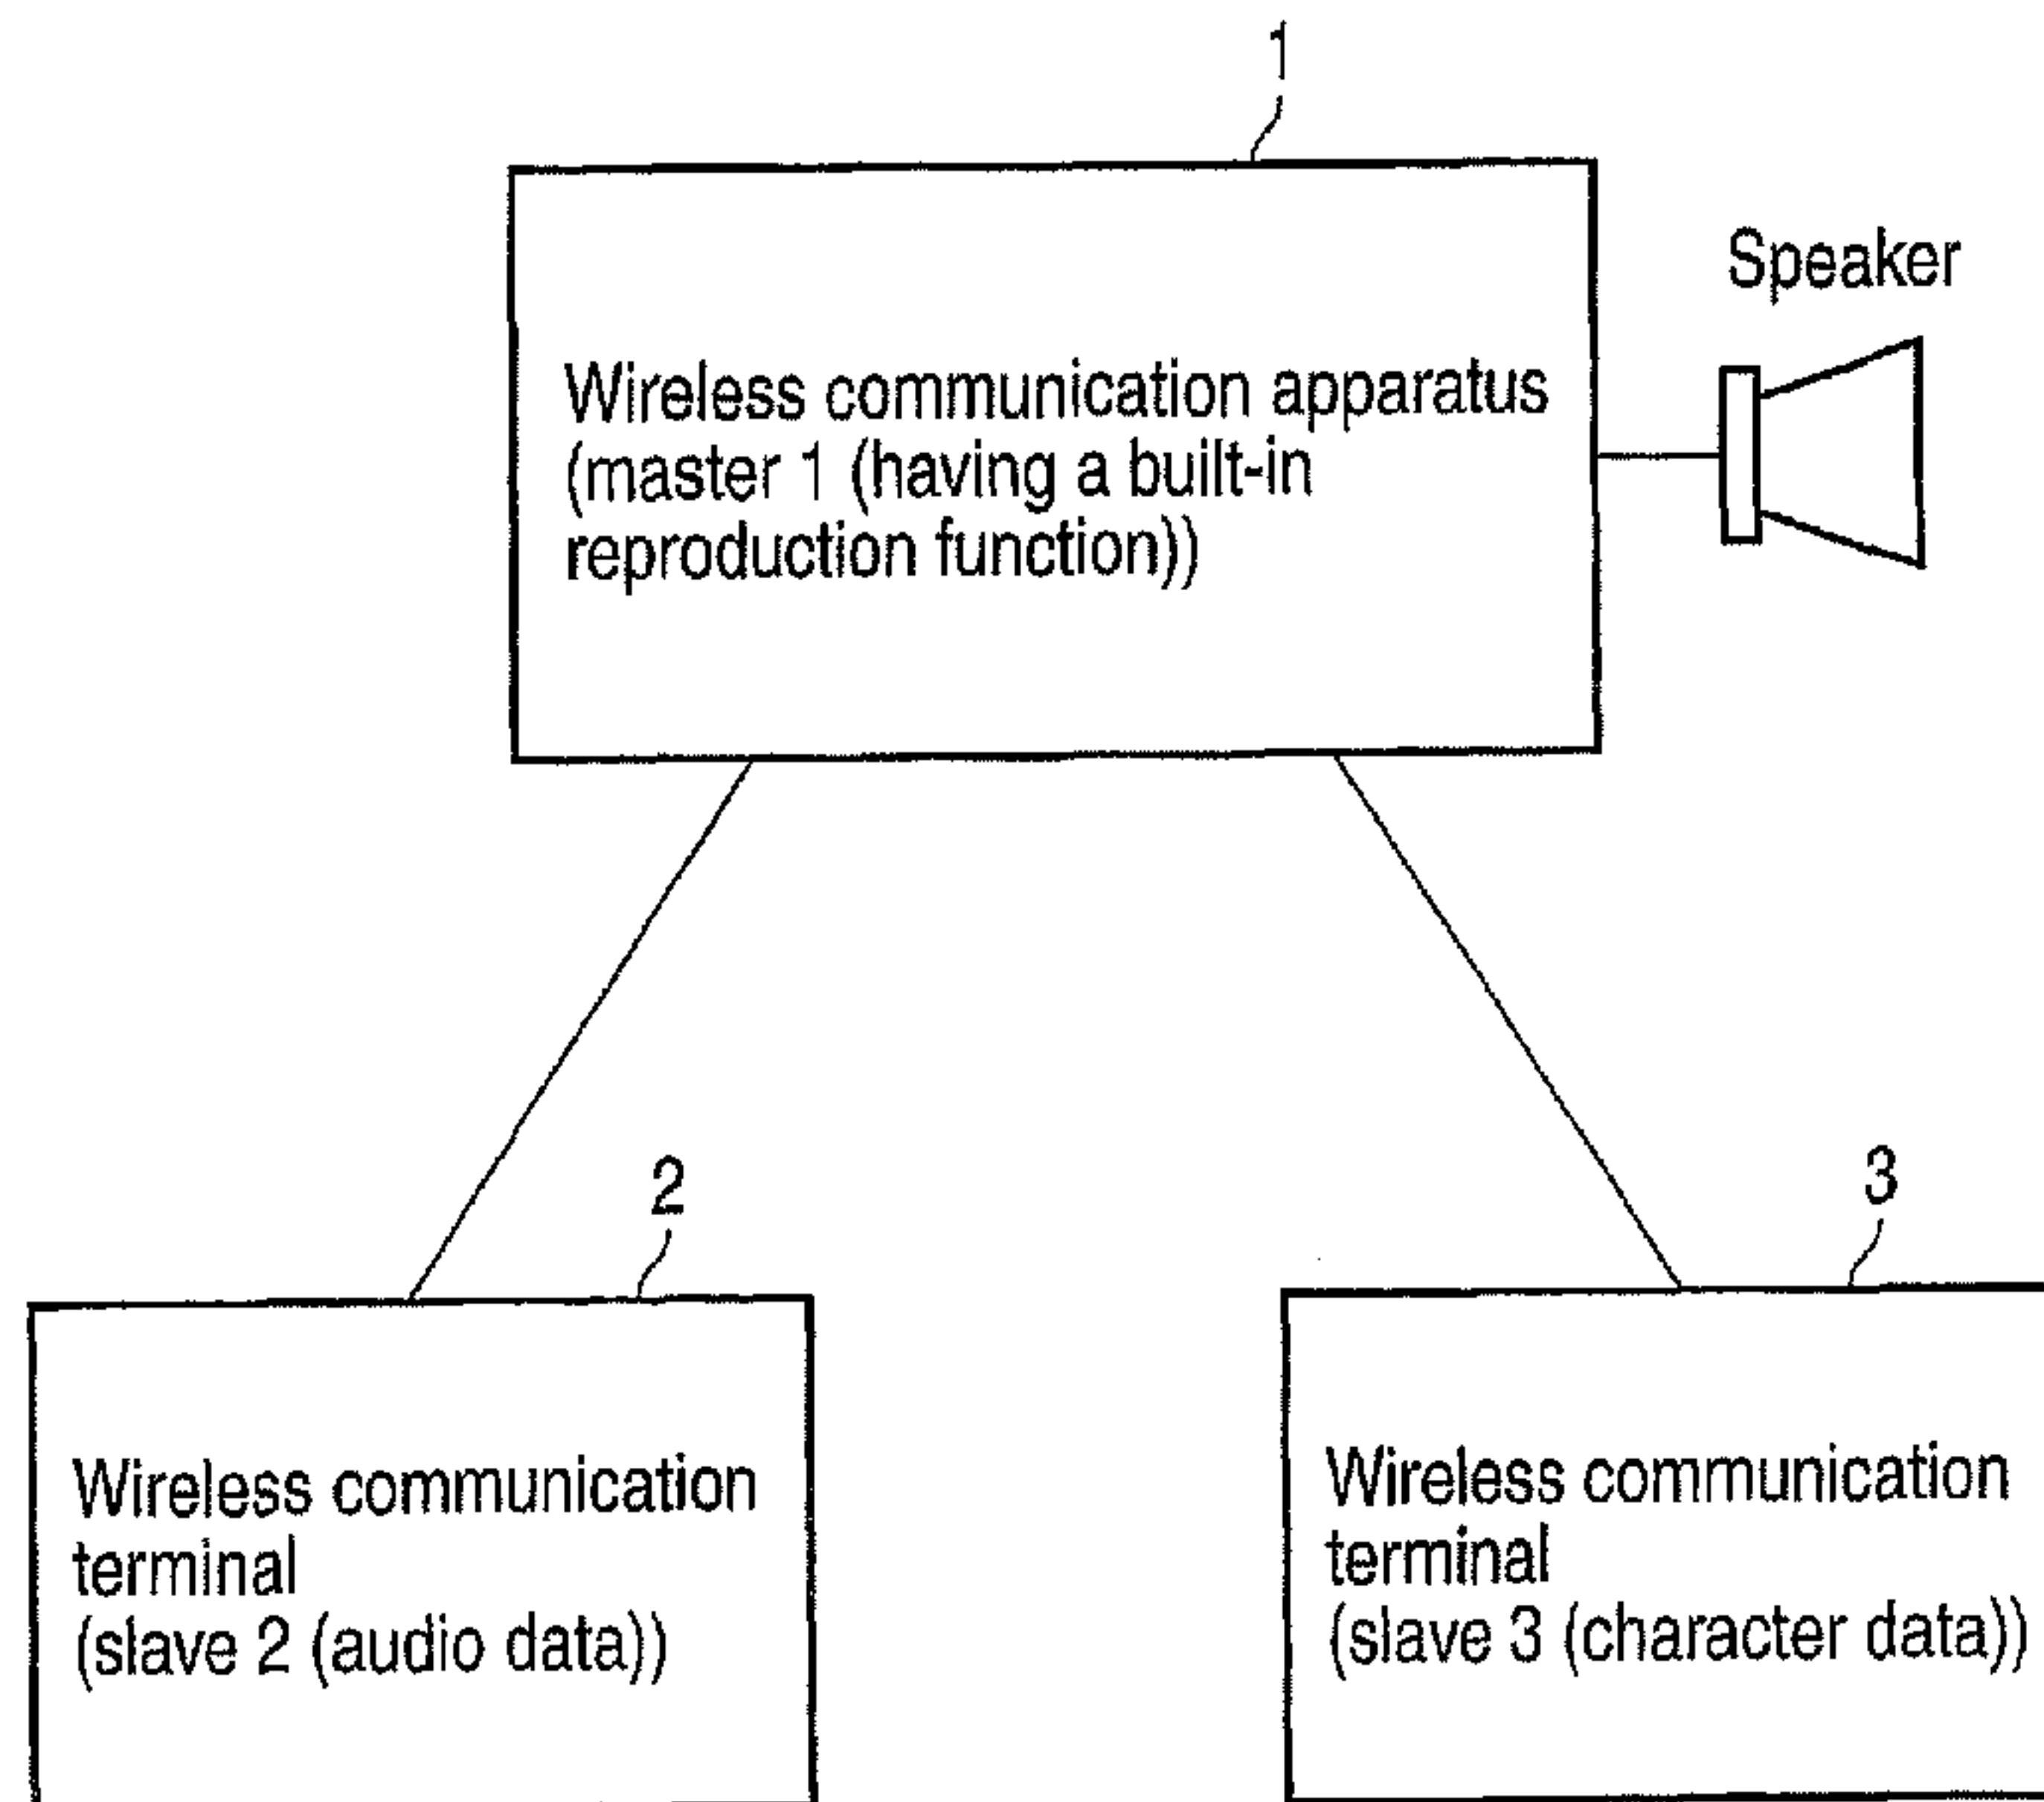 1
Speaker
Wireless communication apparatus
(master 1 (having a built-in
reproduction function))
2
3
Wireless communication
terminal
(slave 2 (audio data))
Wireless communication
terminal
(slave 3 (character data))